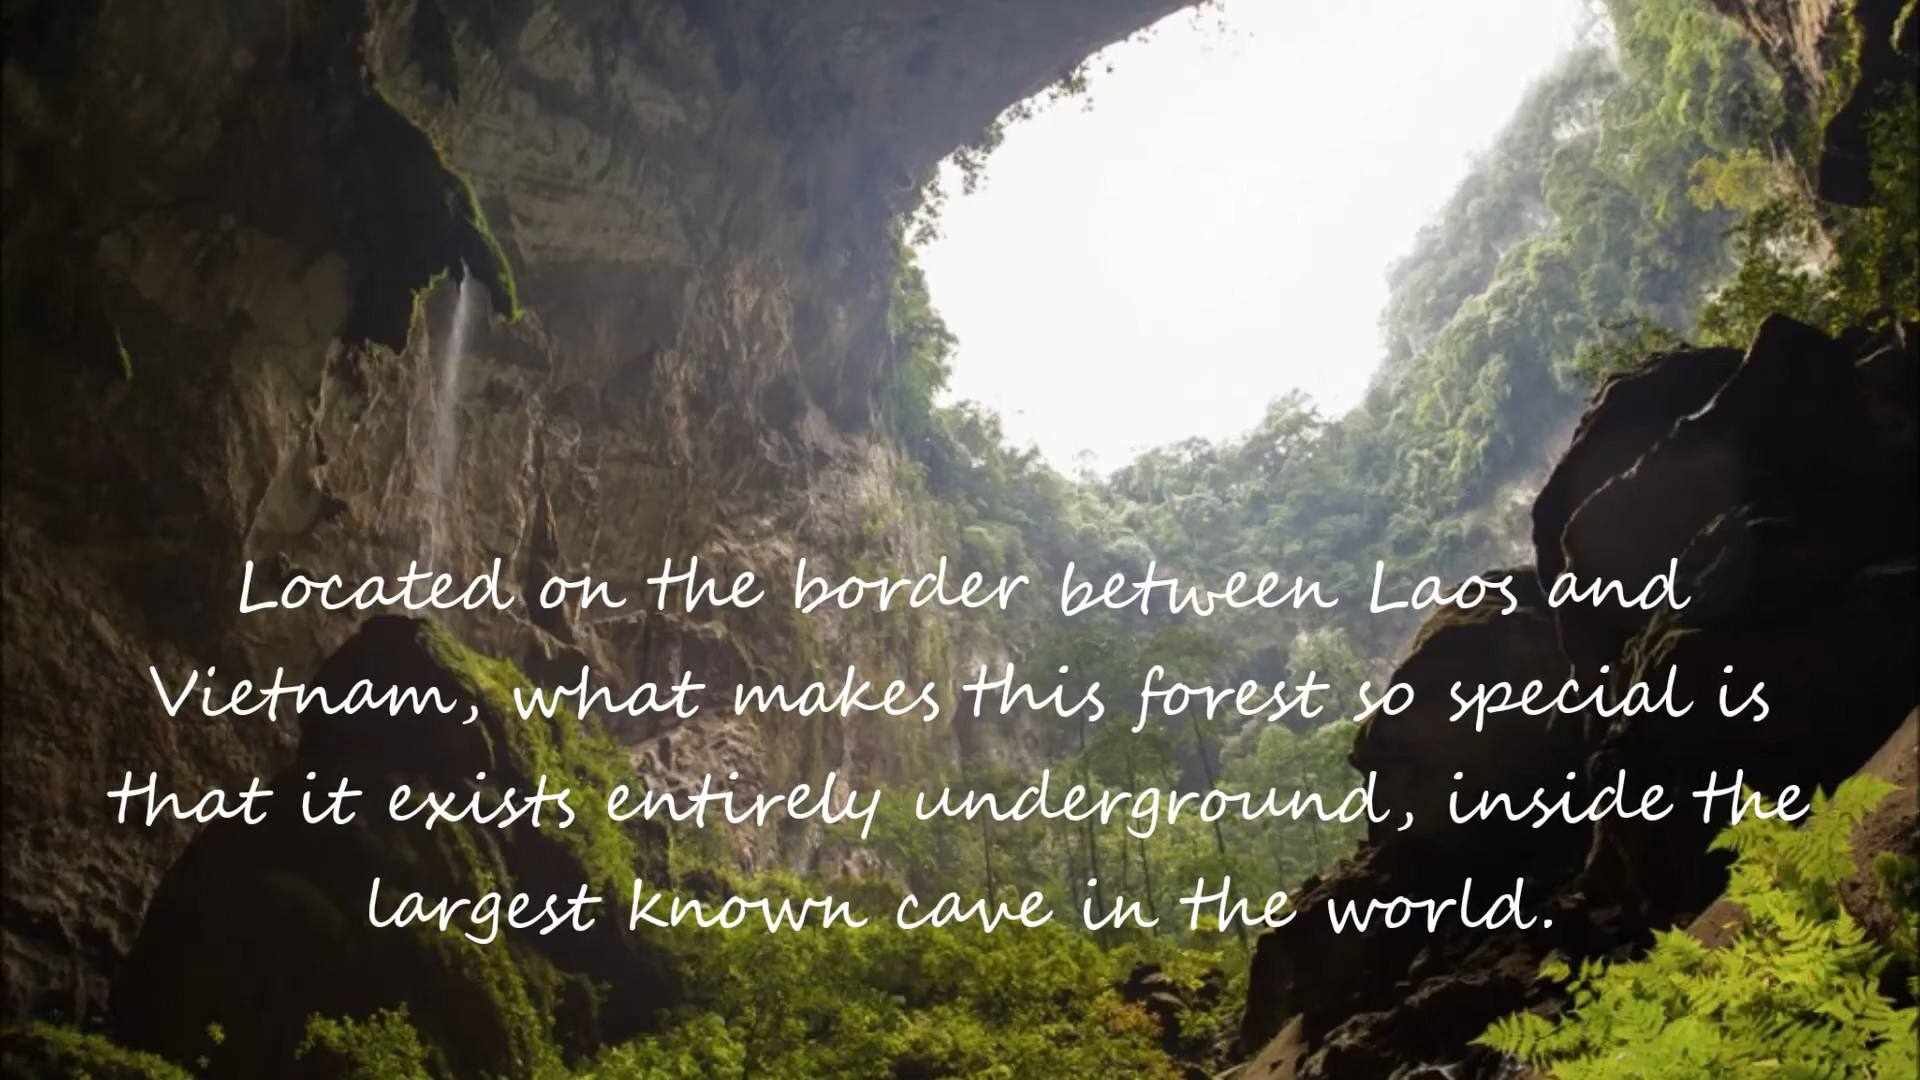 Located on the border between Laos and
Vietnam, what makes this forest so special is
that it exists entirely underground, inside the
largest known cave in the world.